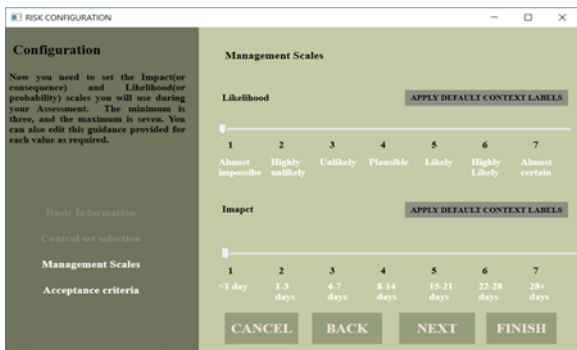 RISK CONFIGURATION
Configuration
Now you need to set the Impact(or
consequence) and Likelihood(or
probability) scales you will use during
your Assessment. The minimum is
three, and the maximum is seven. You
can also edit this guidance provided for
each value as required.
Basic Information
Control set selection
Management Scales
Acceptance criteria
Management Scales
Likelihood
APPLY DEFAULT CONTEXT LABELS
1 2 3 4 5 6 7
Almost Highly Unlikely Plausible Likely Highly Almost
impossibe unlikely Likely certain
Imapct
APPLY DEFAULT CONTEXT LABELS
1 2 3 4 5 6 7
<1 day 1-3 4-7 8-14 15-21 22-28 28+
days days days days days days
CANCEL BACK NEXT FINISH